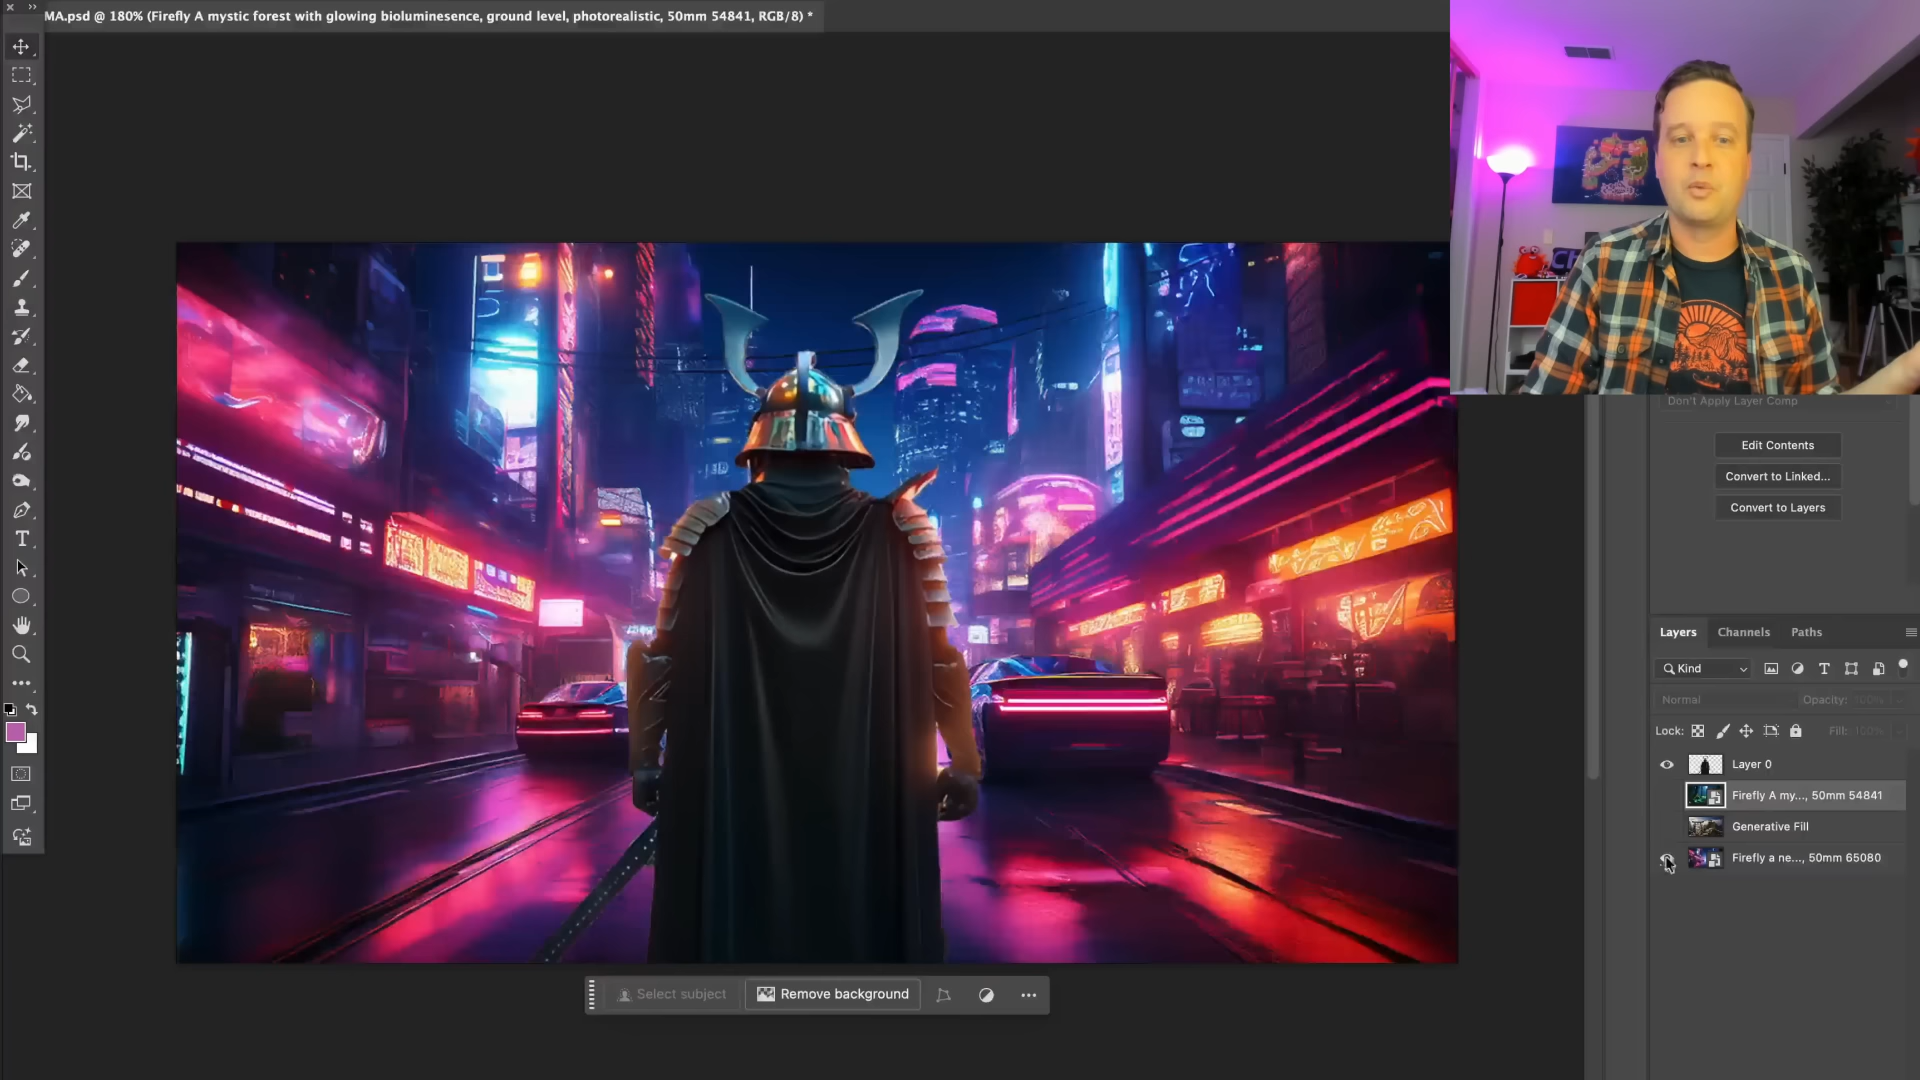 MA.psd @ 180% (Firefly A mystic forest with glowing bioluminesence, ground level, photorealistic, 50mm 54841, RGB/8) *
Don't Apply Layer Comp
Edit Contents
Convert to Linked...
Convert to Layers
Layers
Channels
Paths
Kind
Normal
Opacity: 100%
Lock:
Fill: 100%
Layer 0
Firefly A my..., 50mm 54841
Generative Fill
Firefly a ne..., 50mm 65080
Select subject
Remove background